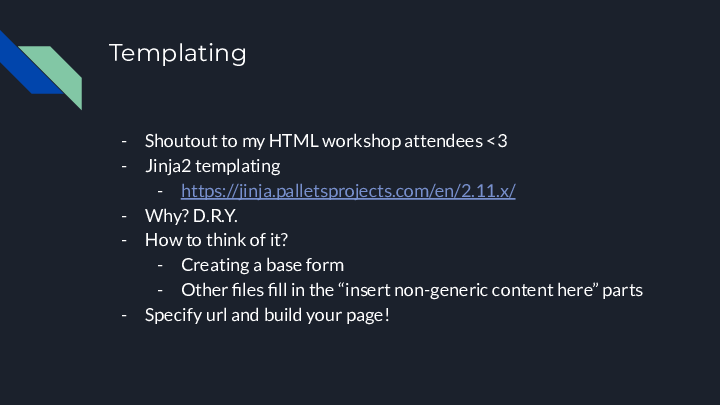 Templating
- Shoutout to my HTML workshop attendees <3
- Jinja2 templating
- https://jinja.palletsprojects.com/en/2.11.x/
- Why? D.R.Y.
- How to think of it?
- Creating a base form
- Other files fill in the “insert non-generic content here” parts
- Specify url and build your page!